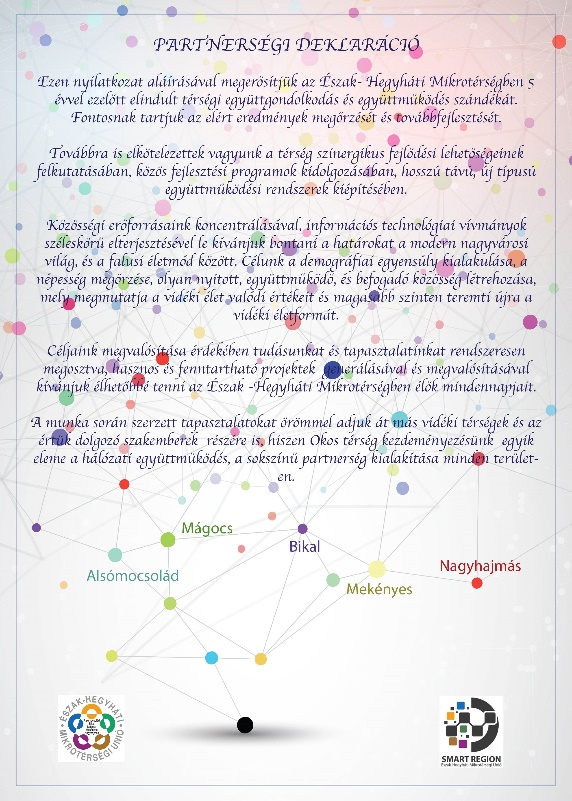 PARTNERSÉGI DEKLARÁCIÓ
Ezen nyilatkozat aláírásával megerősítjük az Észak- Hegyháti Mikrotérségben 5
évvel ezelőtt elindult térségi együttgondolkodás és együttműködés szándékát.
Fontosnak tartjuk az elért eredmények megőrzését és továbbfejlesztését.
Továbbra is elkötelezettek vagyunk a térség szinergikus fejlődési lehetőségeinek
felkutatásában, közös fejlesztési programok kidolgozásában, hosszú távú, új típusú
együttműködési rendszerek kiépítésében.
Közösségi erőforrásaink koncentrálásával, információs technológiai vívmányok
széleskörű elterjesztésével le kívánjuk bontani a határokat a modern nagyvárosi
világ, és a falusi életmód között. Célunk a demográfiai egyensúly kialakulása, a
népesség megőrzése, olyan nyitott, együttműködő, és befogadó közösség létrehozása,
mely megmutatja a vidéki élet valódi értékeit és magasabb szinten teremti újra a
vidéki életformát.
Céljaink megvalósítása érdekében tudásunkat és tapasztalatinkat rendszeresen
megosztva, hasznos és fenntartható projektek generálásával és megvalósításával
kívánjuk élhetőbbé tenni az Észak -Hegyháti Mikrotérségben élők mindennapjait.
A munka során szerzett tapasztalatokat örömmel adjuk át más vidéki térségek és az
értük dolgozó szakemberek részére is, hiszen Okos térség kezdeményezésünk egyik
eleme a hálózati együttműködés, a sokszínű partnerség kialakítása minden terület-
en.
Mágocs
Bikal
Alsómocsolád
Nagyhajmás
Mekényes
ÉSZAK-HEGYHÁTI
MIKROTÉRSÉGI UNIÓ
SMART REGION
Észak-Hegyháti Mikrotérségi Unió